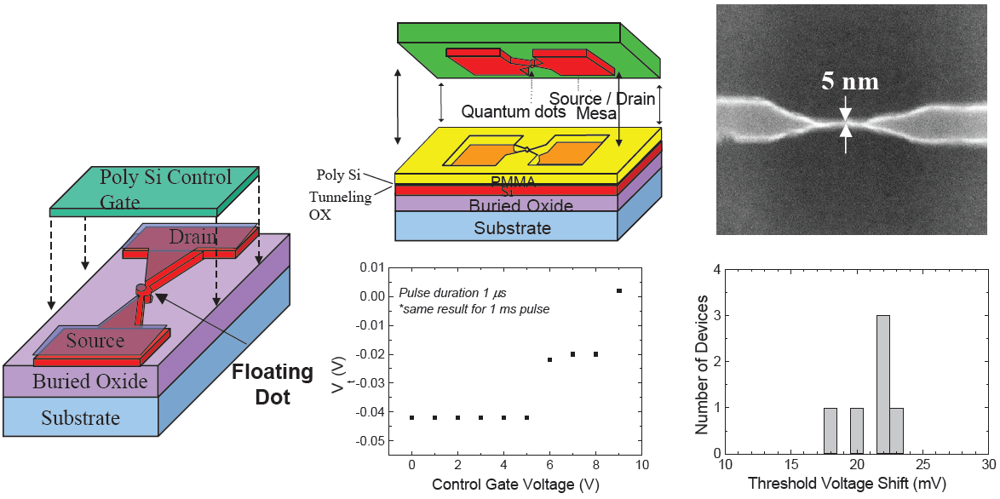 Poly Si Control
Gate
Drain
Source
Floating
Dot
Buried Oxide
Substrate
Quantum dots
Source / Drain
Mesa
Poly Si
Tunneling
OX
PMMA
Si
Buried Oxide
Substrate
5 nm
0.01
0.00
-0.01
-0.02
-0.03
-0.04
-0.05
V t (V)
Pulse duration 1 µs
*same result for 1 ms pulse
0 2 4 6 8 10
Control Gate Voltage (V)
4
3
2
1
0
Number of Devices
10 15 20 25 30
Threshold Voltage Shift (mV)